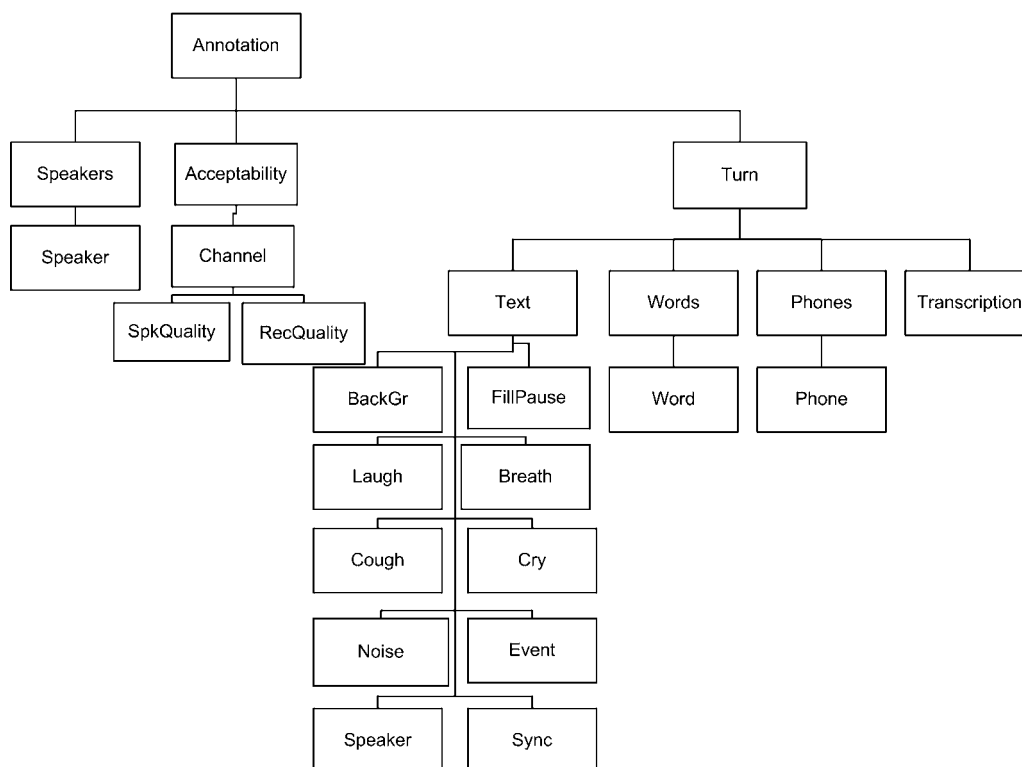 Annotation
Speakers
Acceptability
Turn
Speaker
Channel
Text
Words
Phones
Transcription
SpkQuality
RecQuality
BackGr
FillPause
Word
Phone
Laugh
Breath
Cough
Cry
Noise
Event
Speaker
Sync